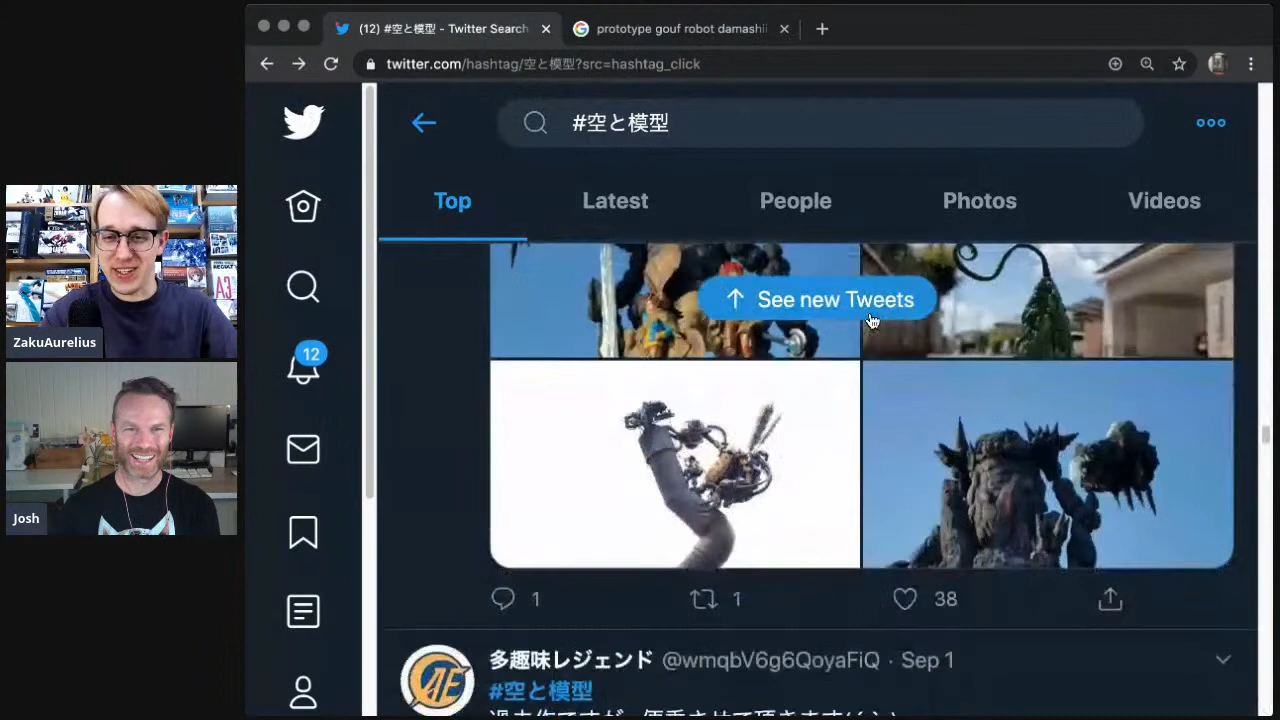 (12) #空と模型 - Twitter Search
prototype gouf robot damashii
twitter.com/hashtag/空と模型?src=hashtag_click
#空と模型
Top
Latest
People
Photos
Videos
See new Tweets
A3
ZakuAurelius
12
Josh
1
1
38
多趣味レジェンド @wmqbV6g6QoyaFiQ · Sep 1
AE
#空と模型